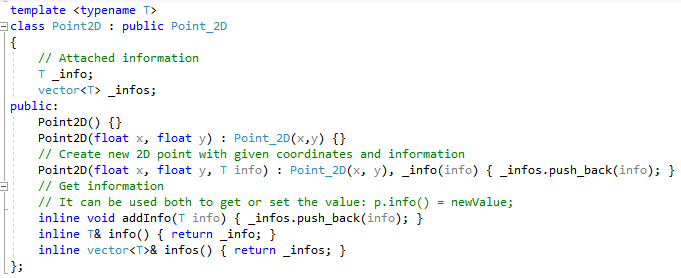 template <typename T>
class Point2D : public Point_2D
{
    // Attached information
    T _info;
    vector<T> _infos;
public:
    Point2D() {}
    Point2D(float x, float y) : Point_2D(x,y) {}
    // Create new 2D point with given coordinates and information
    Point2D(float x, float y, T info) : Point_2D(x, y), _info(info) { _infos.push_back(info); }
    // Get information
    // It can be used both to get or set the value: p.info() = newValue;
    inline void addInfo(T info) { _infos.push_back(info); }
    inline T& info() { return _info; }
    inline vector<T>& infos() { return _infos; }
};